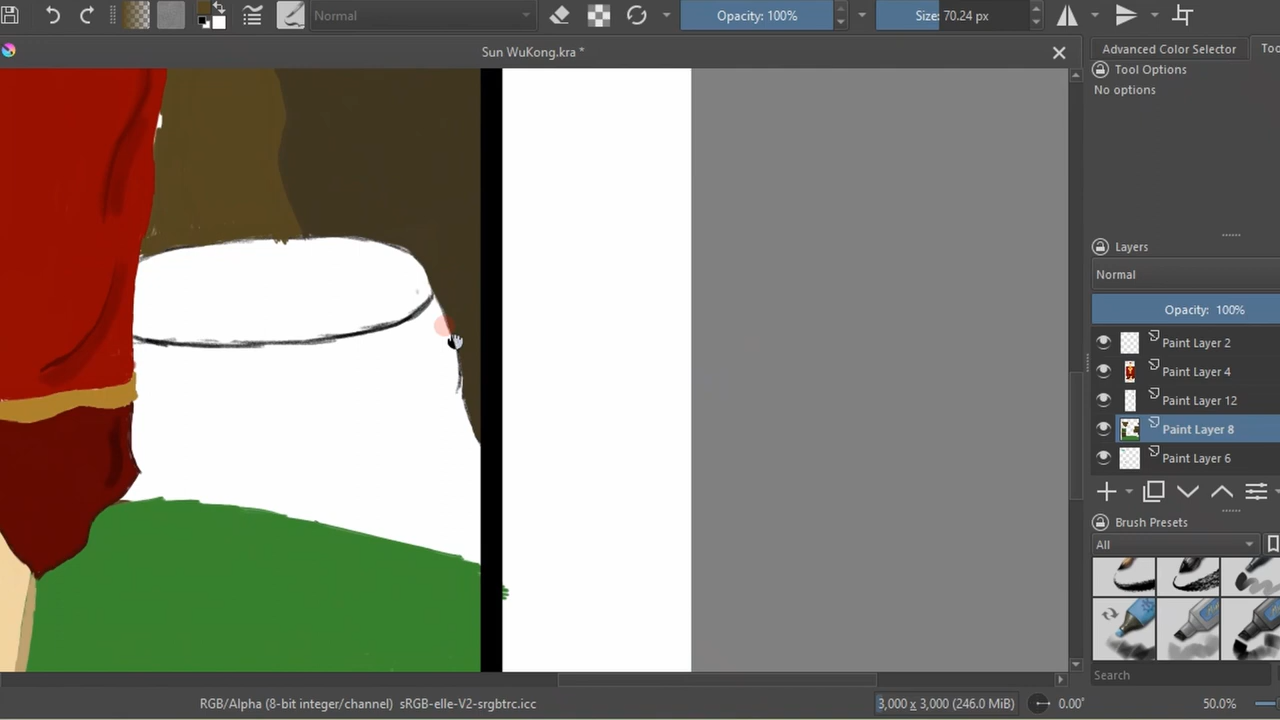 Normal
Opacity: 100%
Size: 70.24 px
Sun WuKong.kra *
Advanced Color Selector
Tool Options
No options
Layers
Normal
Opacity: 100%
Paint Layer 2
Paint Layer 4
Paint Layer 12
Paint Layer 8
Paint Layer 6
Brush Presets
All
Search
RGB/Alpha (8-bit integer/channel) sRGB-elle-V2-srgbtrc.icc
3,000 x 3,000 (246.0 MiB)
0.00°
50.0%